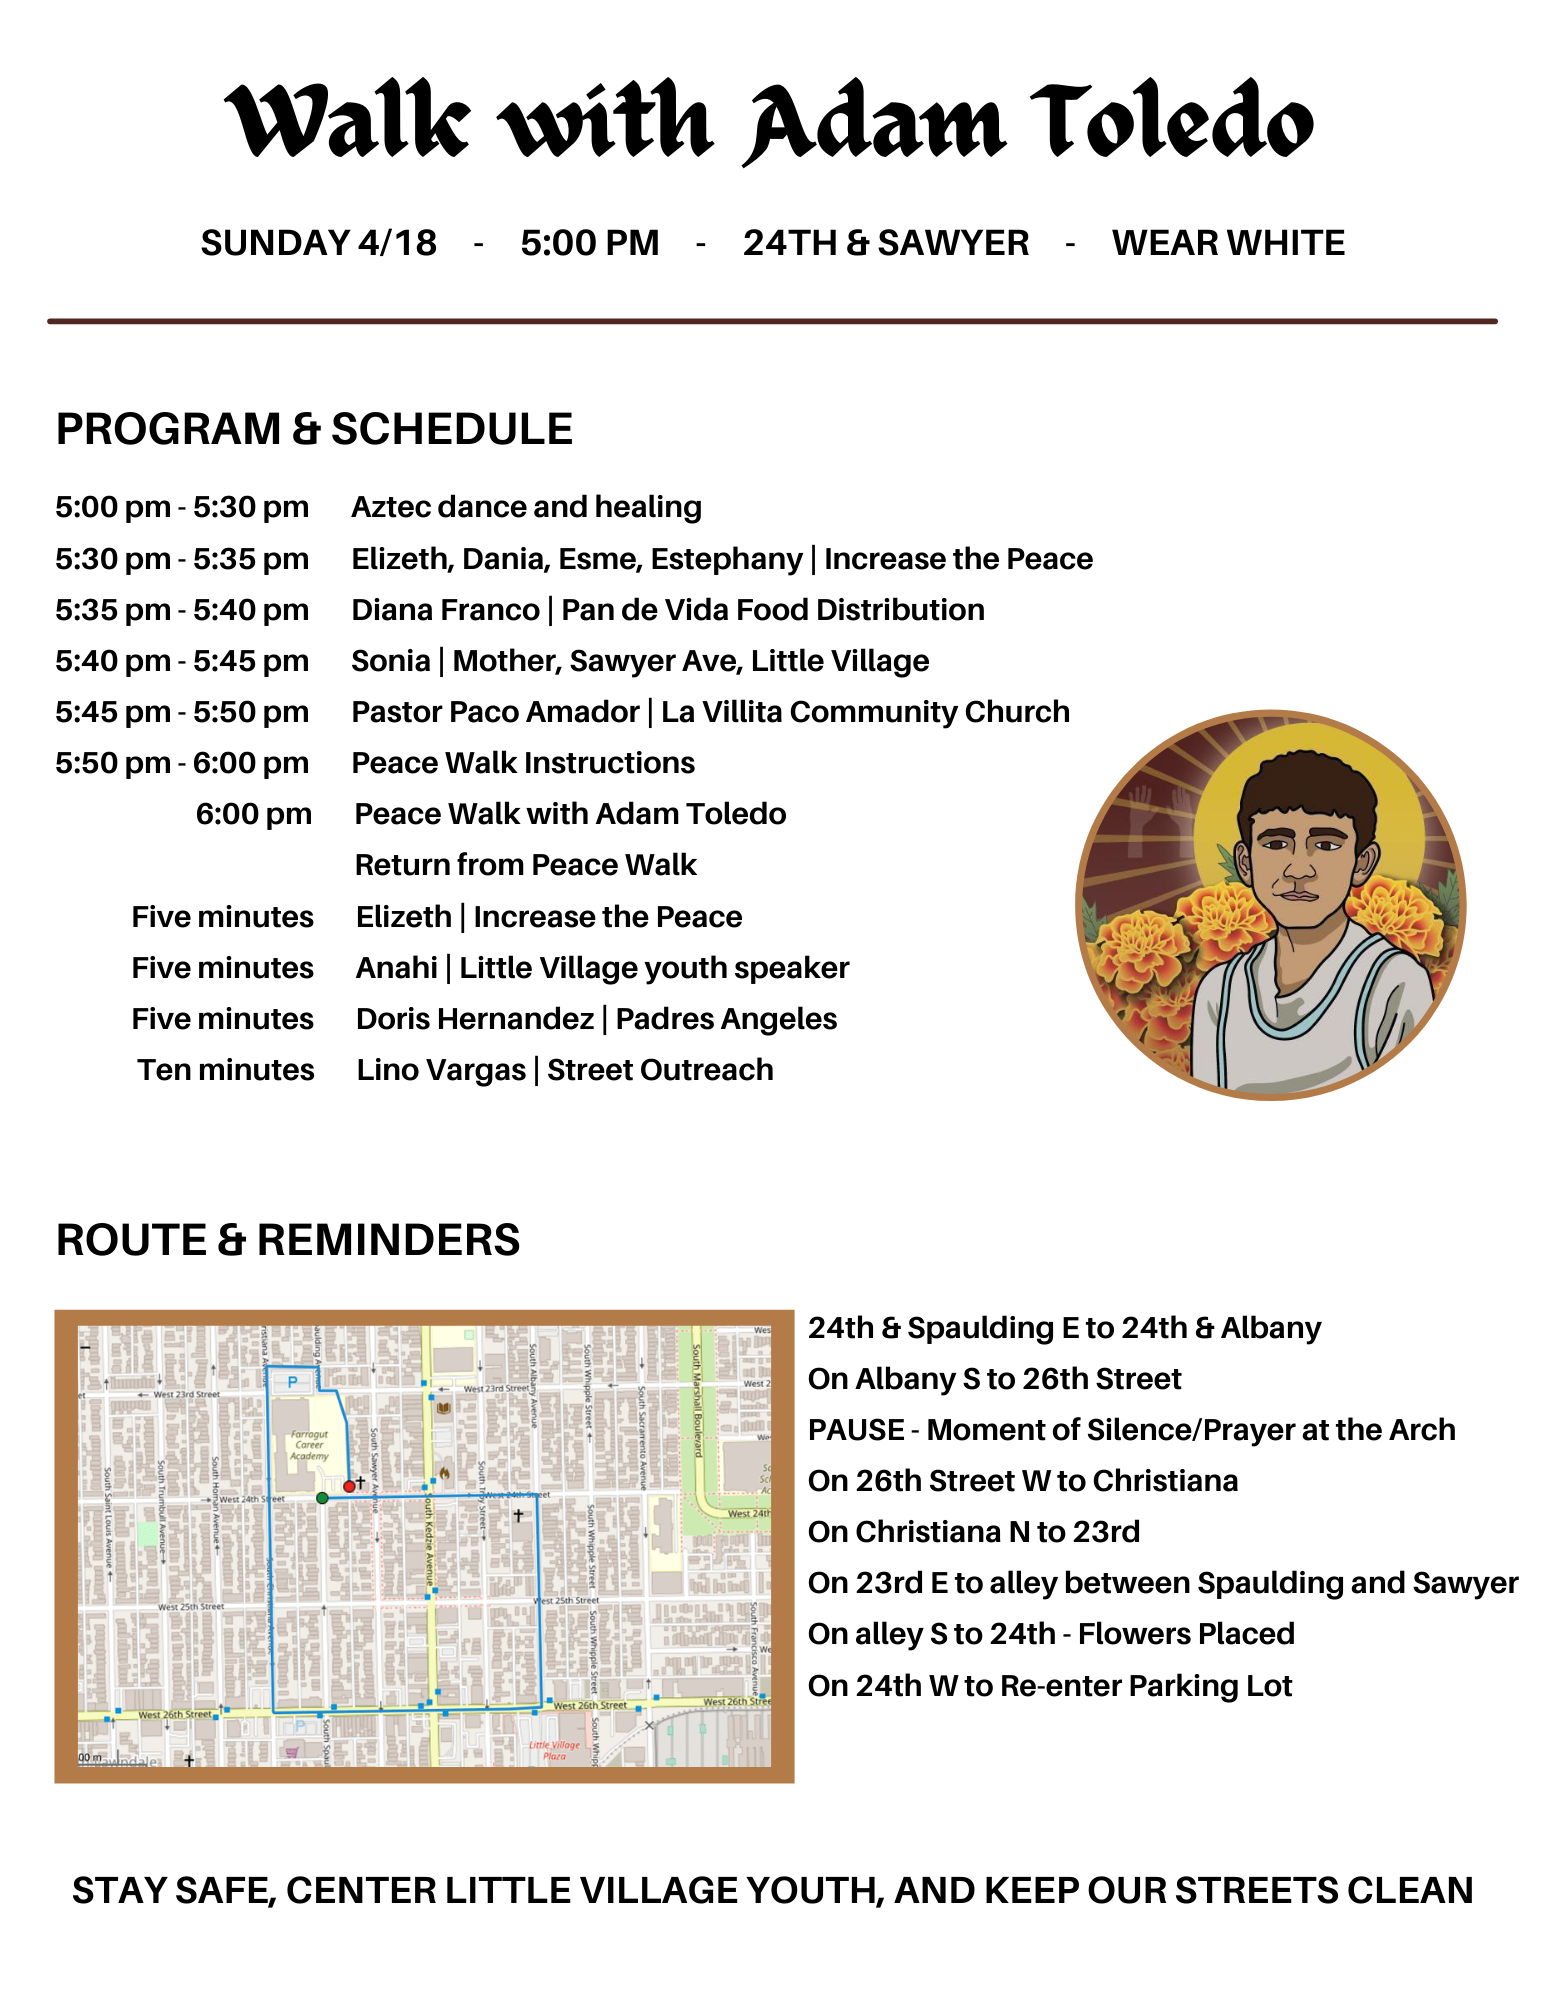 Walk with Adam Toledo
SUNDAY 4/18 - 5:00 PM - 24TH & SAWYER - WEAR WHITE
PROGRAM & SCHEDULE
5:00 pm - 5:30 pm Aztec dance and healing
5:30 pm - 5:35 pm Elizeth, Dania, Esme, Estephany | Increase the Peace
5:35 pm - 5:40 pm Diana Franco | Pan de Vida Food Distribution
5:40 pm - 5:45 pm Sonia | Mother, Sawyer Ave, Little Village
5:45 pm - 5:50 pm Pastor Paco Amador | La Villita Community Church
5:50 pm - 6:00 pm Peace Walk Instructions
6:00 pm Peace Walk with Adam Toledo
Return from Peace Walk
Five minutes Elizeth | Increase the Peace
Five minutes Anahi | Little Village youth speaker
Five minutes Doris Hernandez | Padres Angeles
Ten minutes Lino Vargas | Street Outreach
ROUTE & REMINDERS
24th & Spaulding E to 24th & Albany
On Albany S to 26th Street
PAUSE - Moment of Silence/Prayer at the Arch
On 26th Street W to Christiana
On Christiana N to 23rd
On 23rd E to alley between Spaulding and Sawyer
On alley S to 24th - Flowers Placed
On 24th W to Re-enter Parking Lot
West 23rd Street
West 23rd Street
P
Farragut
Career
Academy
West 24th Street
West 24th Street
West 24th
West 25th Street
West 25th Street
West 26th Street
West 26th Street
West 26th Stree
P
Little Village
Plaza
South Saint Louis Avenue
South Trumbull Avenue
South Homan Avenue
South Christiana Avenue
South Sawyer Avenue
South Kedzie Avenue
South Troy Street
South Albany Avenue
South Whipple Street
South Whipple Street
South Whipple Street
South Sacramento Avenue
South Marshall Boulevard
South Francisco Avenue
00 m
STAY SAFE, CENTER LITTLE VILLAGE YOUTH, AND KEEP OUR STREETS CLEAN